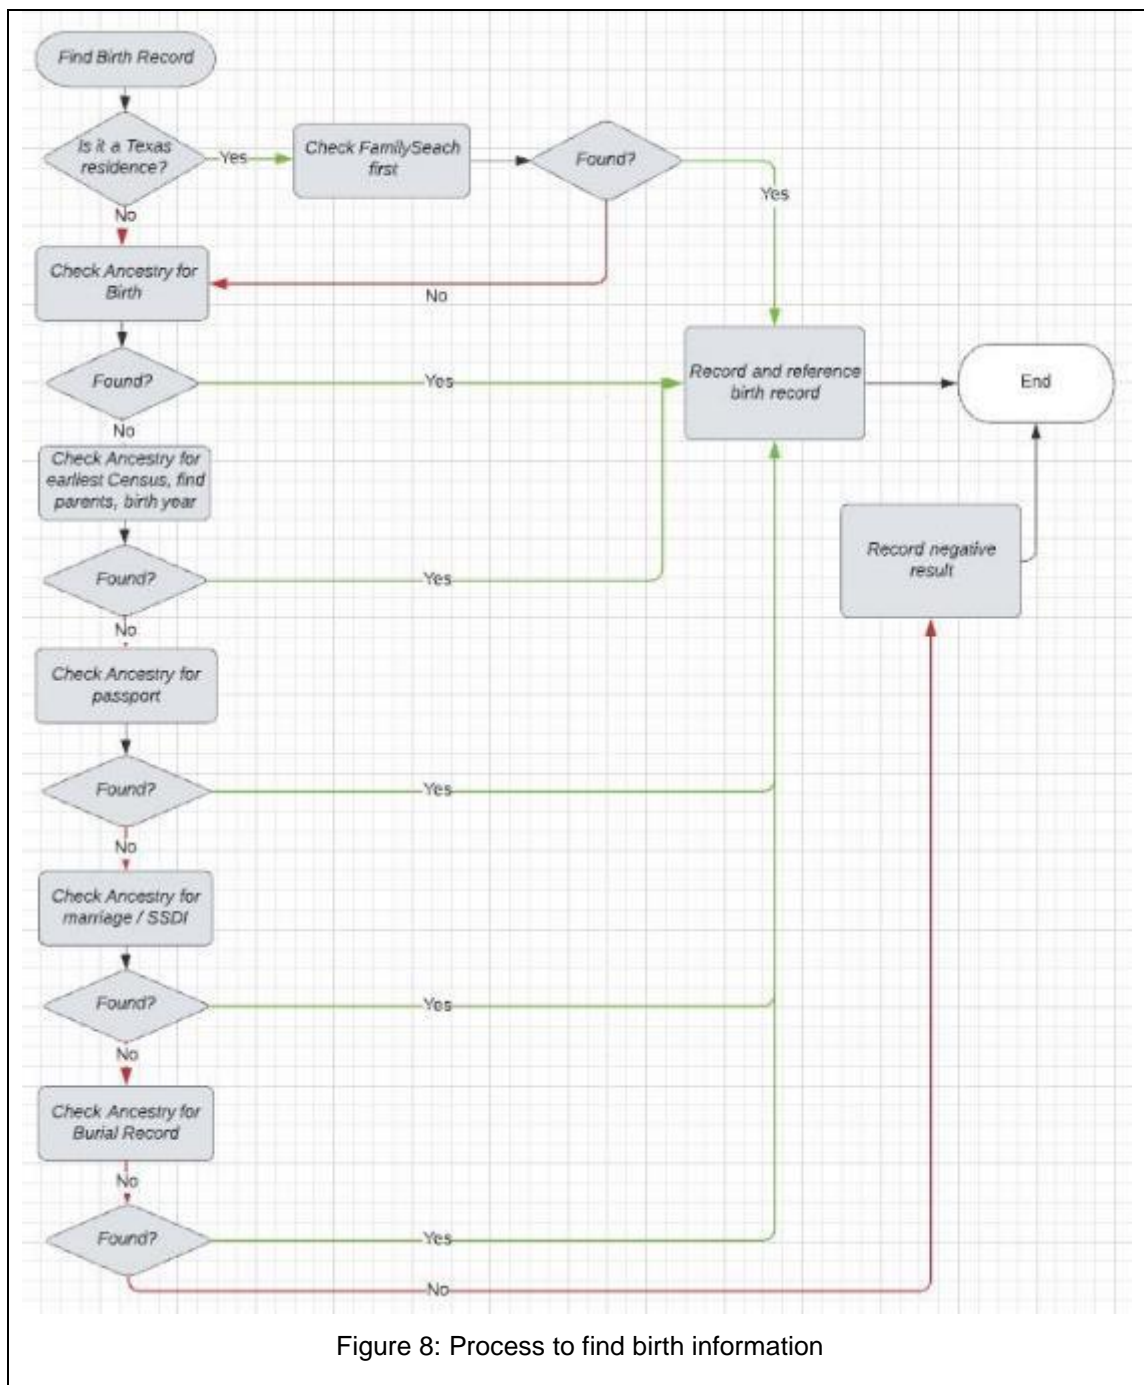 Find Birth Record
Is it a Texas
residence?
Yes
Check FamilySeach
first
Found?
Yes
No
No
Check Ancestry for
Birth
Found?
Yes
Record and reference
birth record
End
No
Check Ancestry for
earliest Census, find
parents, birth year
Found?
Yes
Record negative
result
No
Check Ancestry for
passport
Found?
Yes
No
Check Ancestry for
marriage / SSDI
Found?
Yes
No
Check Ancestry for
Burial Record
No
Found?
Yes
No
Figure 8: Process to find birth information